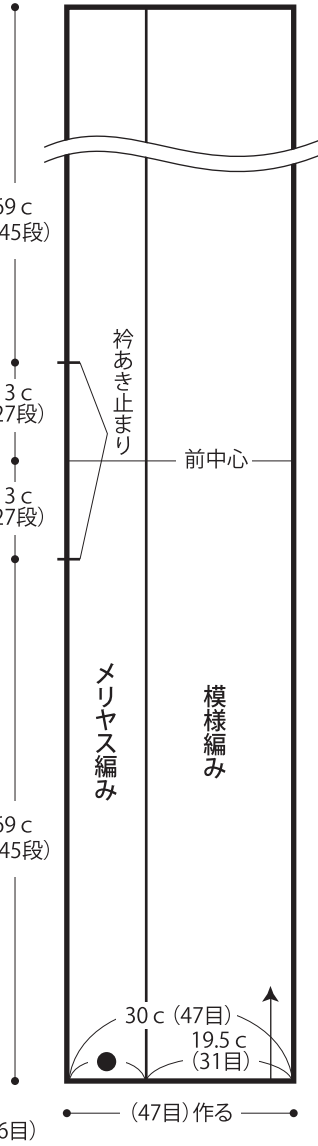 69 c
45段）
衿あき止まり
3 c
27段）
前中心
3 c
27段）
メリヤス編み
模様編み
69 c
45段）
30 c（47目）
19.5 c
（31目）
（47目）作る
6目）